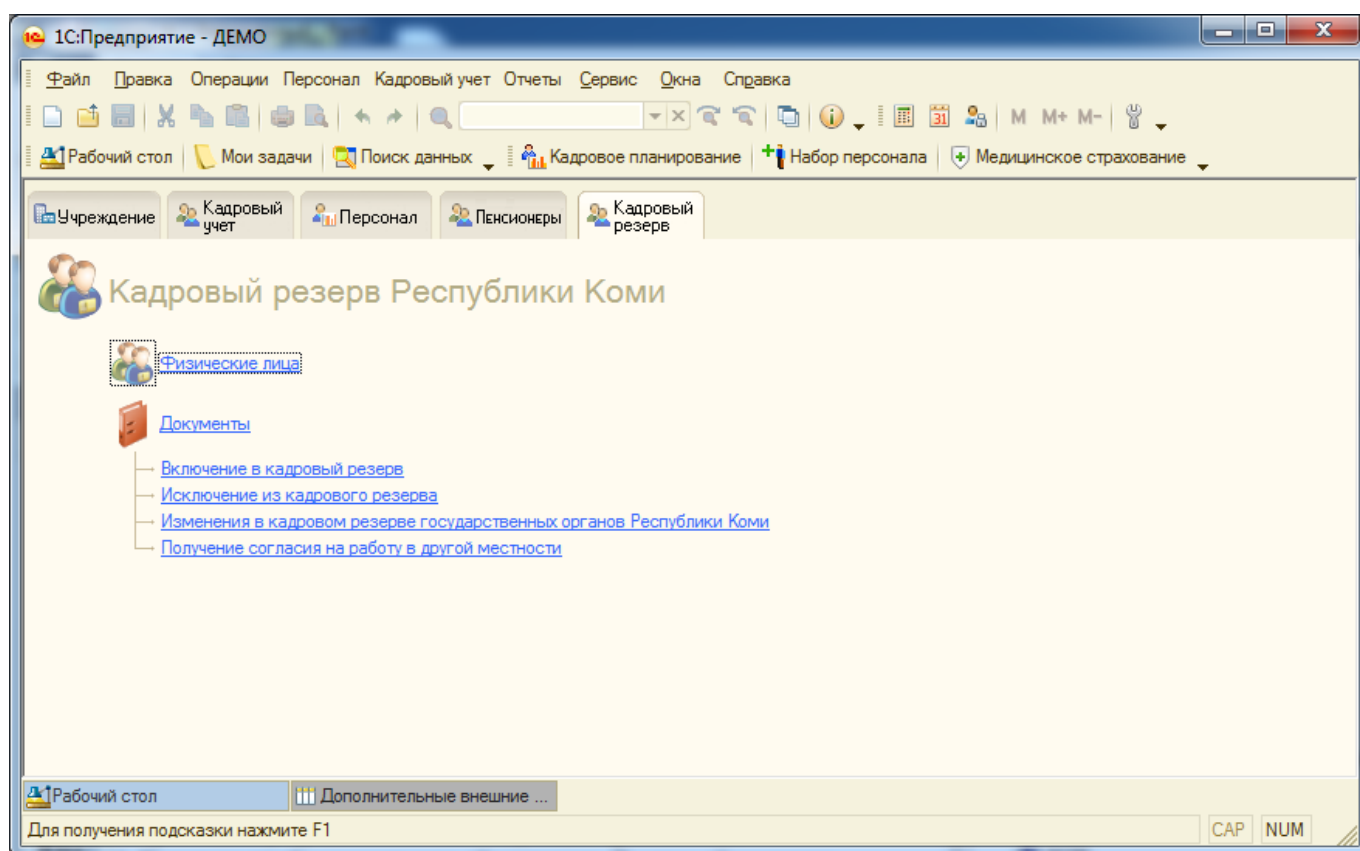 1С:Предприятие - ДЕМО
Файл Правка Операции Персонал Кадровый учет Отчеты Сервис Окна Справка
31 M M+ M-
Рабочий стол Мои задачи Поиск данных Кадровое планирование Набор персонала Медицинское страхование
Учреждение Кадровый учет Персонал Пенсионеры Кадровый резерв
Кадровый резерв Республики Коми
Физические лица
Документы
Включение в кадровый резерв
Исключение из кадрового резерва
Изменения в кадровом резерве государственных органов Республики Коми
Получение согласия на работу в другой местности
Рабочий стол Дополнительные внешние ...
Для получения подсказки нажмите F1 CAP NUM